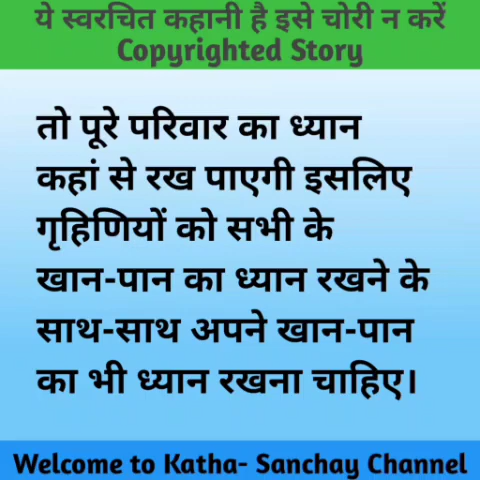 ये स्वरचित कहानी है इसे चोरी न करें
Copyrighted Story
तो पूरे परिवार का ध्यान
कहां से रख पाएगी इसलिए
गृहिणियों को सभी के
खान-पान का ध्यान रखने के
साथ-साथ अपने खान-पान
का भी ध्यान रखना चाहिए।
Welcome to Katha- Sanchay Channel